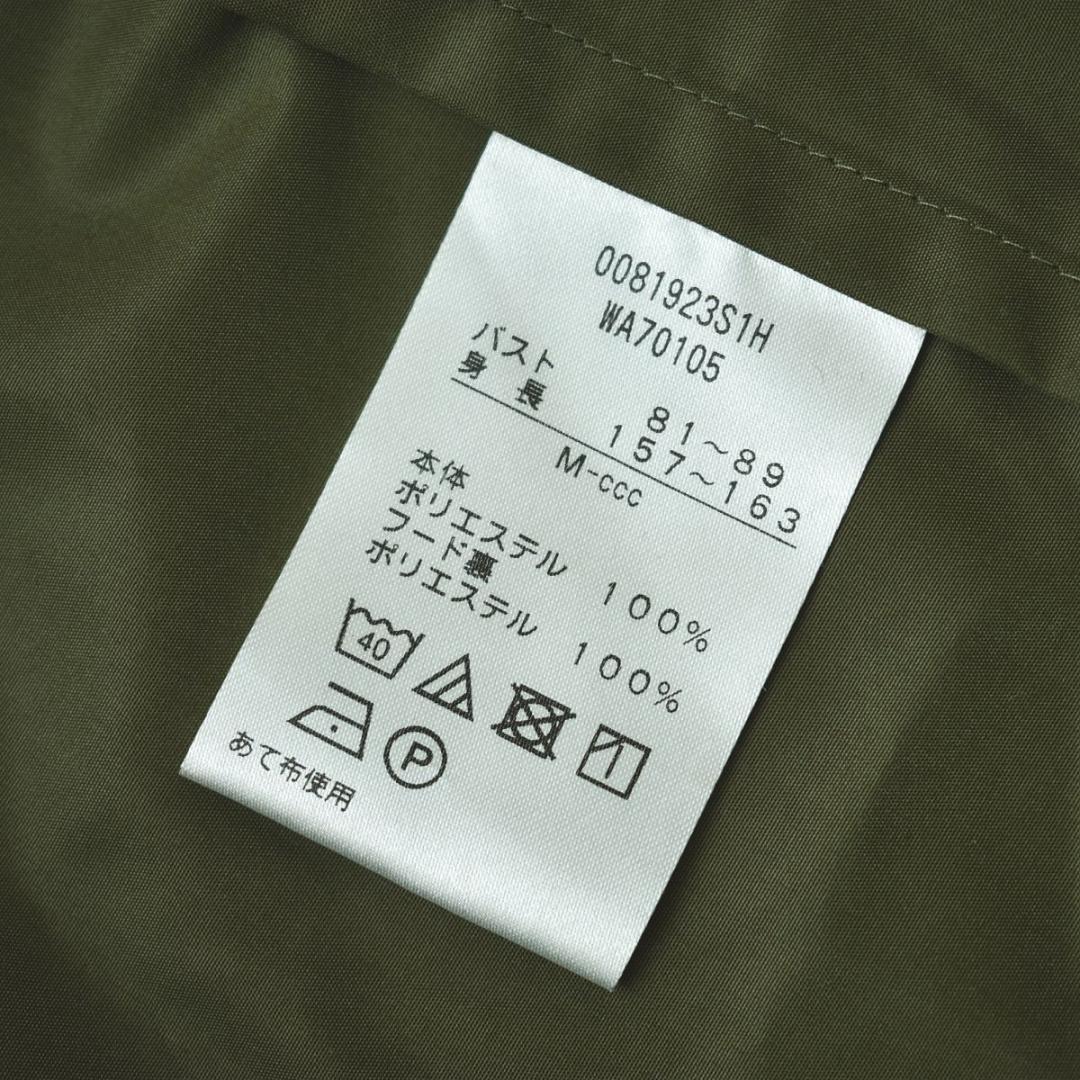 0081923S1H
WA70105
バスト 81～89
身長 157～163
M-ccc
本体
ポリエステル 100%
フード裏
ポリエステル 100%
40
P
あて布使用